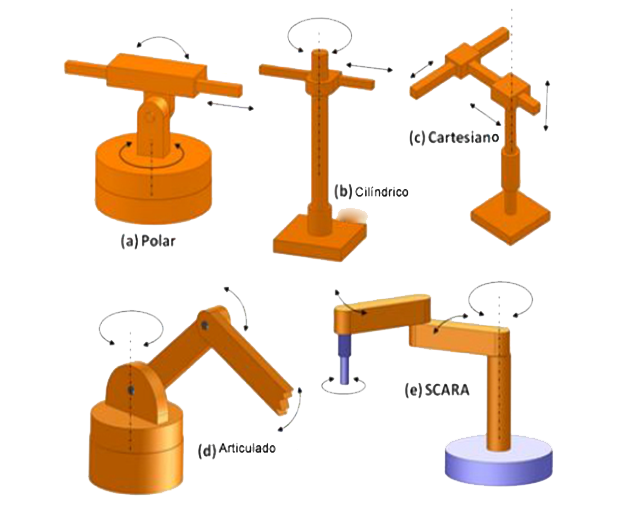 (a) Polar
(b) Cilíndrico
(c) Cartesiano
(d) Articulado
(e) SCARA